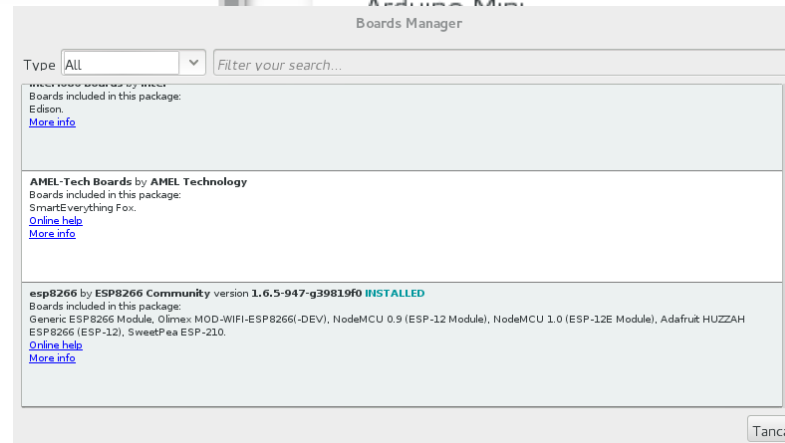 Arduino Mini
Boards Manager
Type All Filter your search...
by
Boards included in this package:
Edison.
More info
AMEL-Tech Boards by AMEL Technology
Boards included in this package:
SmartEverything Fox.
Online help
More info
esp8266 by ESP8266 Community version 1.6.5-947-g39819f0 INSTALLED
Boards included in this package:
Generic ESP8266 Module, Olimex MOD-WIFI-ESP8266(-DEV), NodeMCU 0.9 (ESP-12 Module), NodeMCU 1.0 (ESP-12E Module), Adafruit HUZZAH
ESP8266 (ESP-12), SweetPea ESP-210.
Online help
More info
Tanca